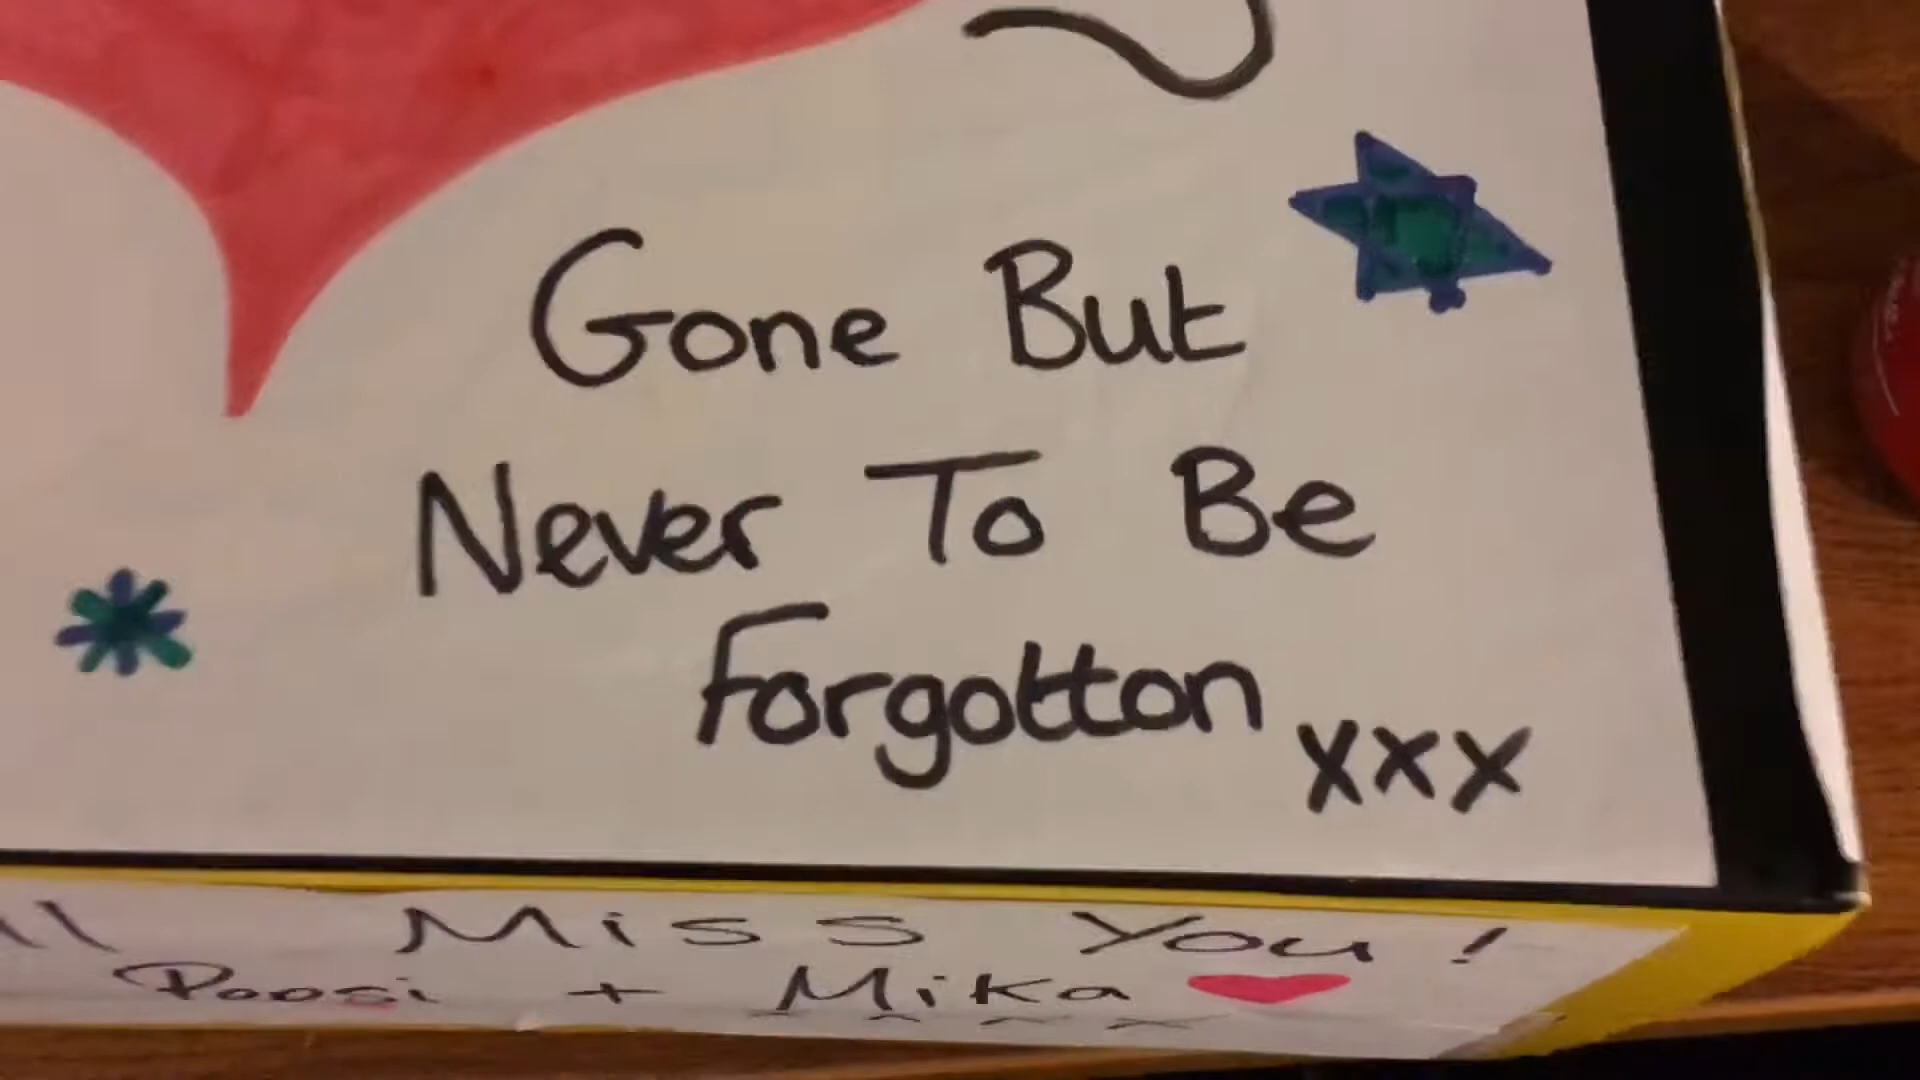 Gone But
Never To Be
Forgotton xxx
Miss You!
+ Mika